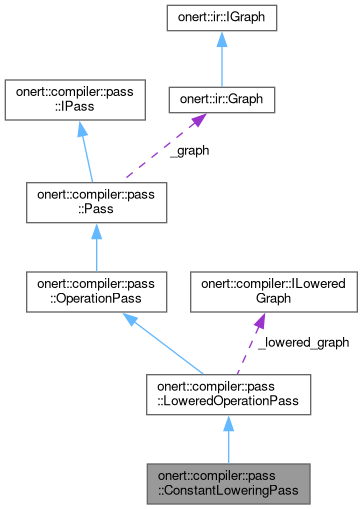 onert::ir::IGraph
onert::compiler::pass
::IPass
onert::ir::Graph
_graph
onert::compiler::pass
::Pass
onert::compiler::pass
::OperationPass
onert::compiler::ILowered
Graph
_lowered_graph
onert::compiler::pass
::LoweredOperationPass
onert::compiler::pass
::ConstantLoweringPass